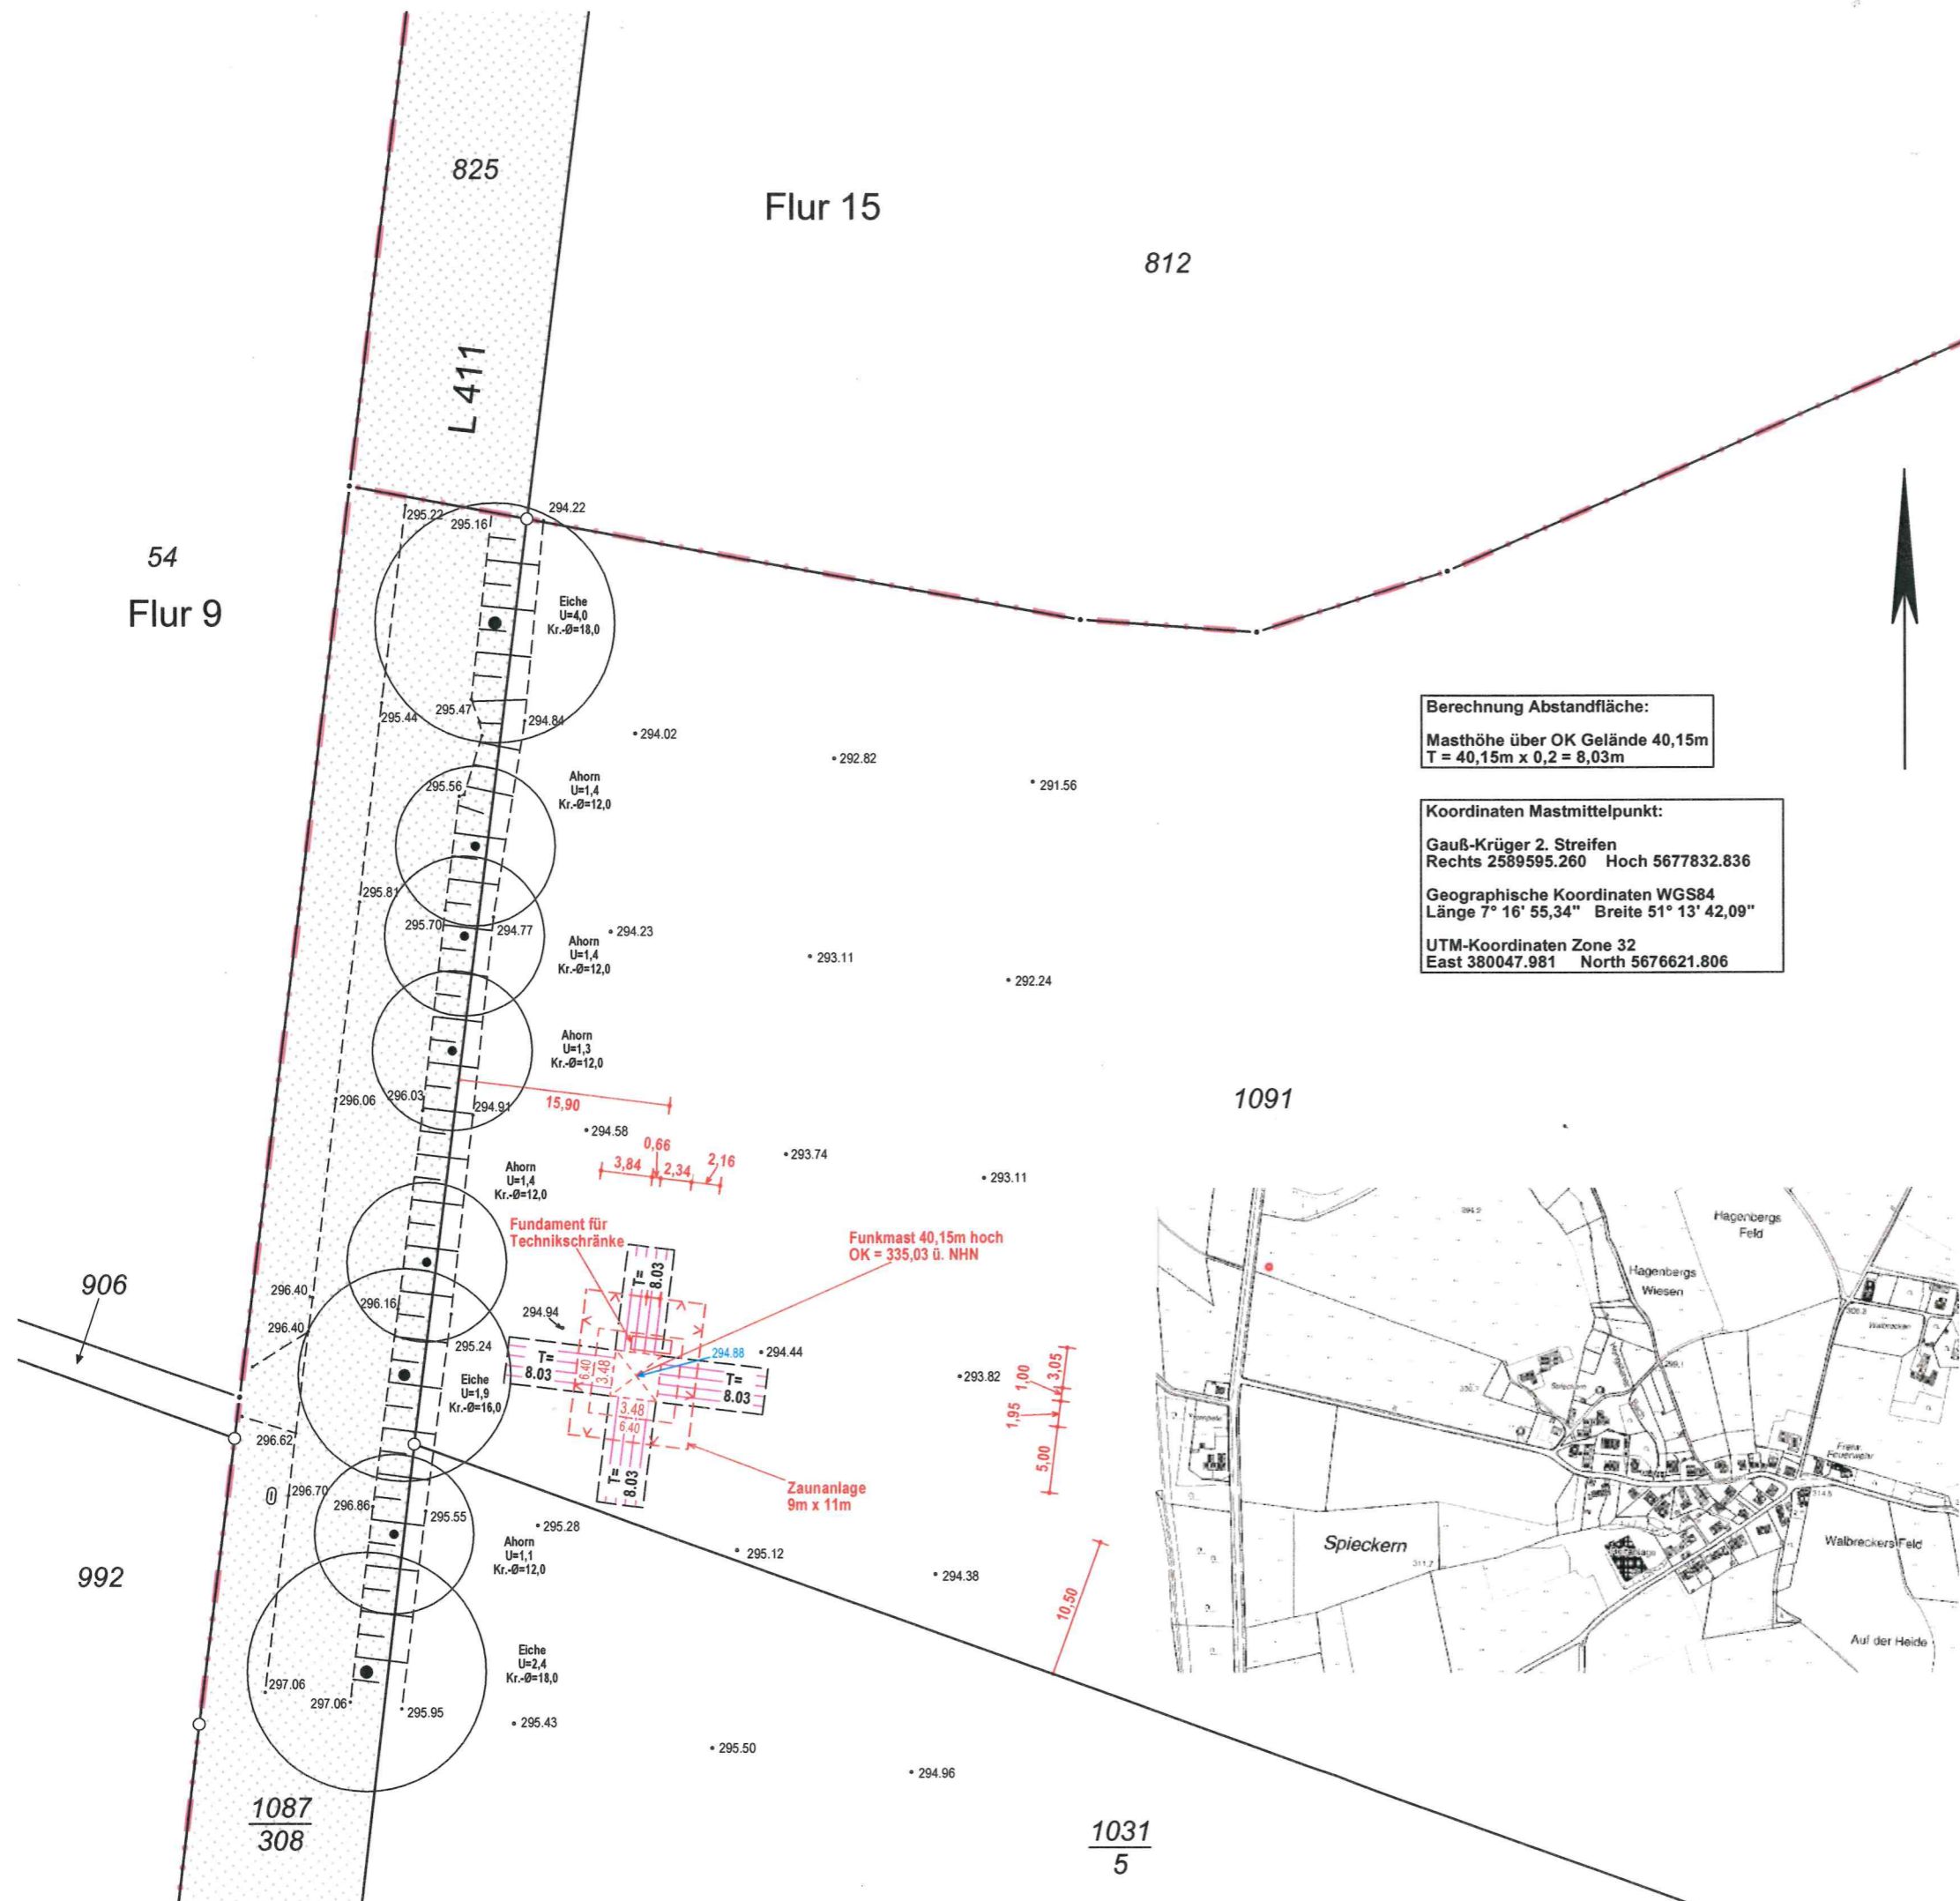 825
Flur 15
812
L 411
54
Flur 9
295.22
295.16
294.22
Eiche
U=4,0
Kr.-Ø=18,0
295.44
295.47
294.84
294.02
292.82
291.56
Berechnung Abstandfläche:
Masthöhe über OK Gelände 40,15m
T = 40,15m x 0,2 = 8,03m
Koordinaten Mastmittelpunkt:
Gauß-Krüger 2. Streifen
Rechts 2589595.260 Hoch 5677832.836
Geographische Koordinaten WGS84
Länge 7° 16' 55,34" Breite 51° 13' 42,09"
UTM-Koordinaten Zone 32
East 380047.981 North 5676621.806
295.56
Ahorn
U=1,4
Kr.-Ø=12,0
295.81
295.70
294.77
Ahorn
U=1,4
Kr.-Ø=12,0
294.23
293.11
292.24
Ahorn
U=1,3
Kr.-Ø=12,0
296.06
296.03
294.91
15,90
294.58
293.74
293.11
1091
0,66
3,84
2,34
2,16
Ahorn
U=1,4
Kr.-Ø=12,0
Fundament für
Technikschränke
Funkmast 40,15m hoch
OK = 335,03 ü. NHN
906
296.40
296.16
296.40
295.24
294.94
294.88
294.44
293.82
T=
8.03
T=
8.03
T=
8.03
T=
8.03
6.40
3.48
3.48
6.40
3,05
1,00
1,95
5,00
10,50
Eiche
U=1,9
Kr.-Ø=16,0
296.62
296.70
296.86
295.55
Zaunanlage
9m x 11m
Ahorn
U=1,1
Kr.-Ø=12,0
295.28
295.12
294.38
992
Eiche
U=2,4
Kr.-Ø=18,0
297.06
297.06
295.95
295.43
295.50
294.96
1087
308
1031
5
Hagenbergs
Feld
Hagenbergs
Wiesen
Spieckern
Walbreckers Feld
Auf der Heide